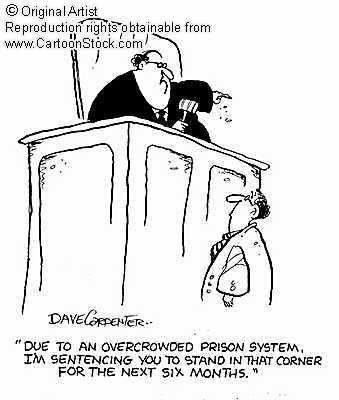 © Original Artist
Reproduction rights obtainable from
www.CartoonStock.com
DAVE CARPENTER..
"DUE TO AN OVERCROWDED PRISON SYSTEM,
I'M SENTENCING YOU TO STAND IN THAT CORNER
FOR THE NEXT SIX MONTHS."